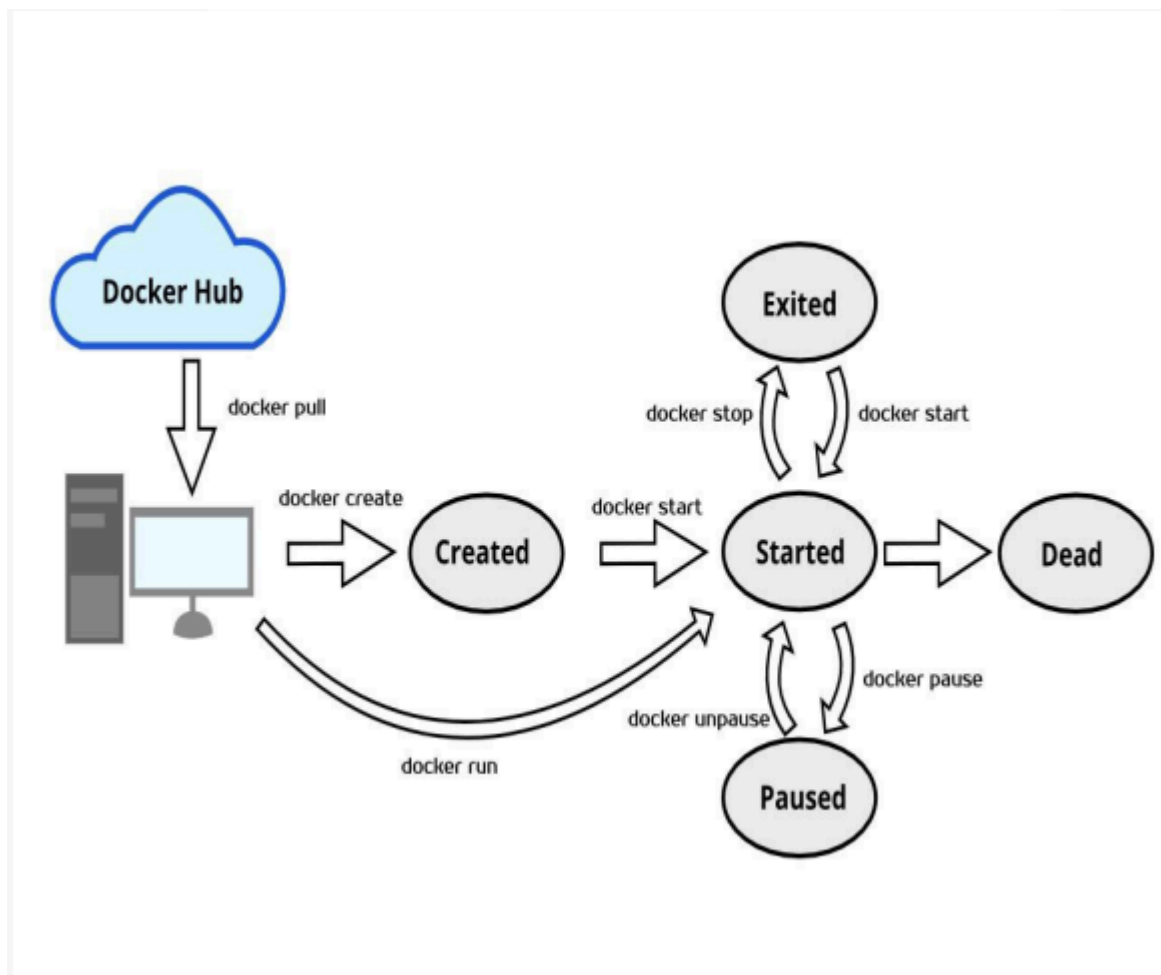 Docker Hub
docker pull
docker create
Created
docker start
Started
Dead
Exited
docker stop
docker start
docker pause
docker unpause
Paused
docker run